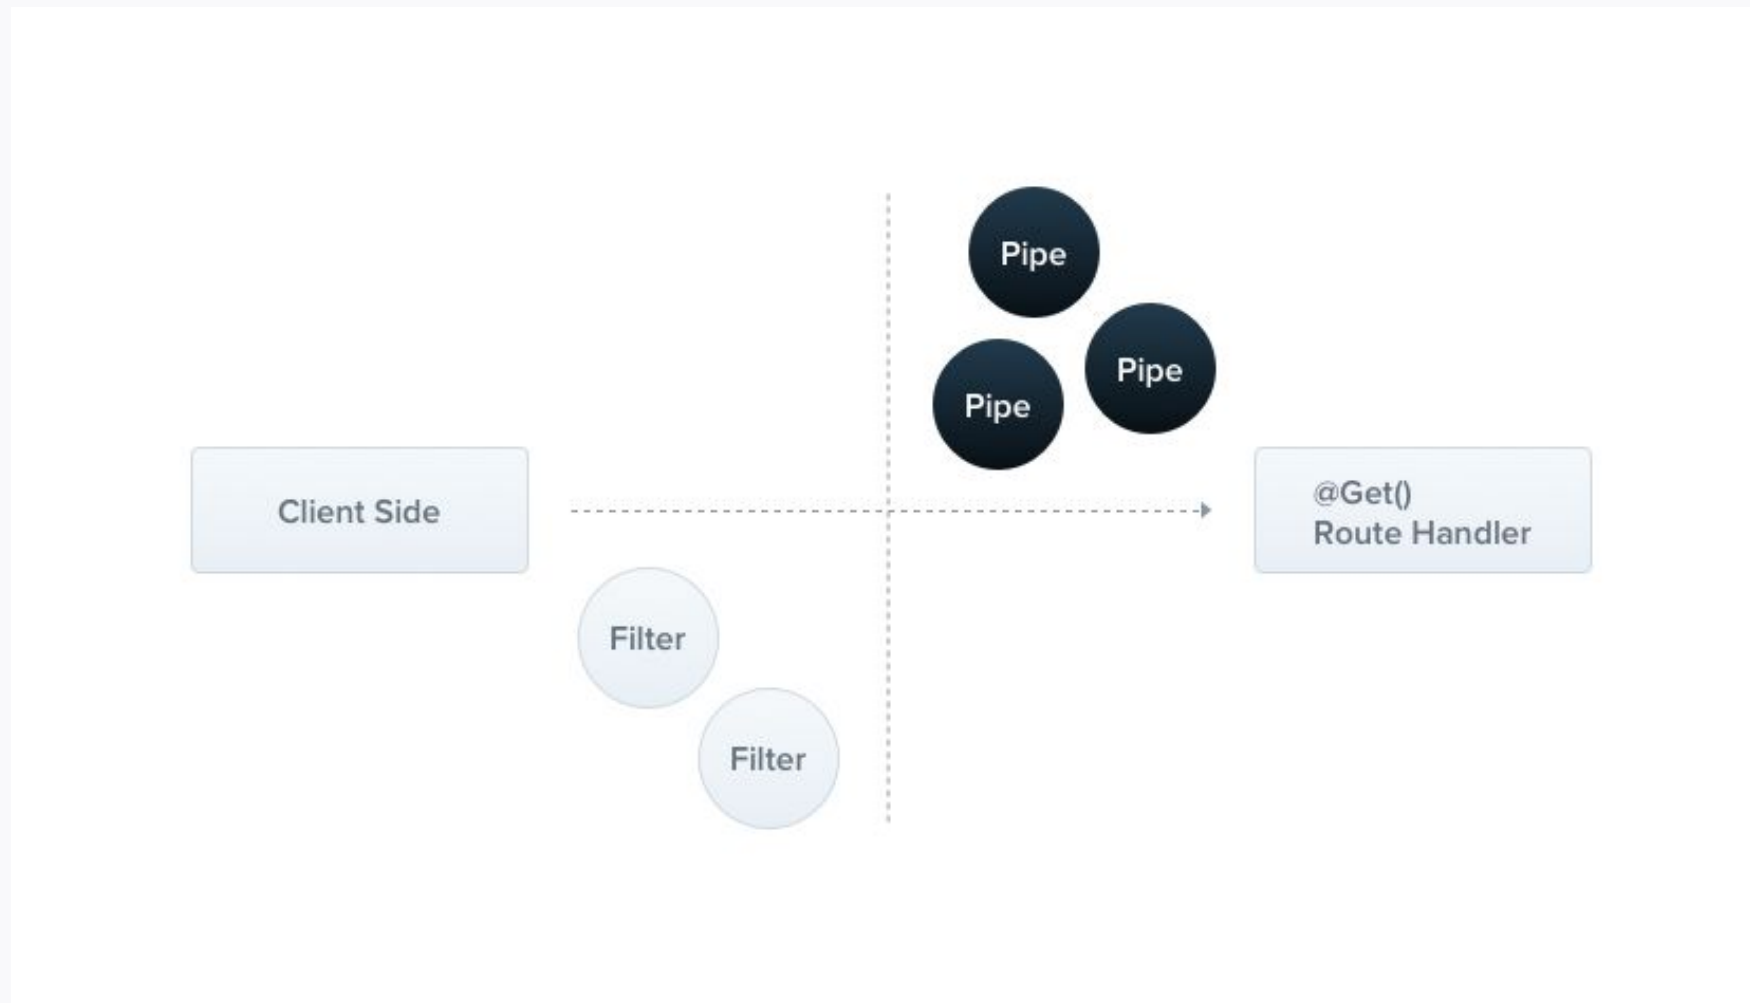 Pipe
Pipe
Pipe
Client Side
@Get()
Route Handler
Filter
Filter